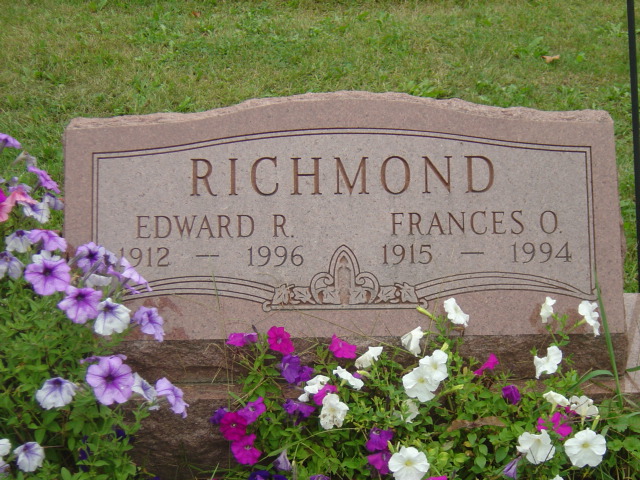 RICHMOND
EDWARD R. FRANCES O.
1912 — 1996 1915 — 1994